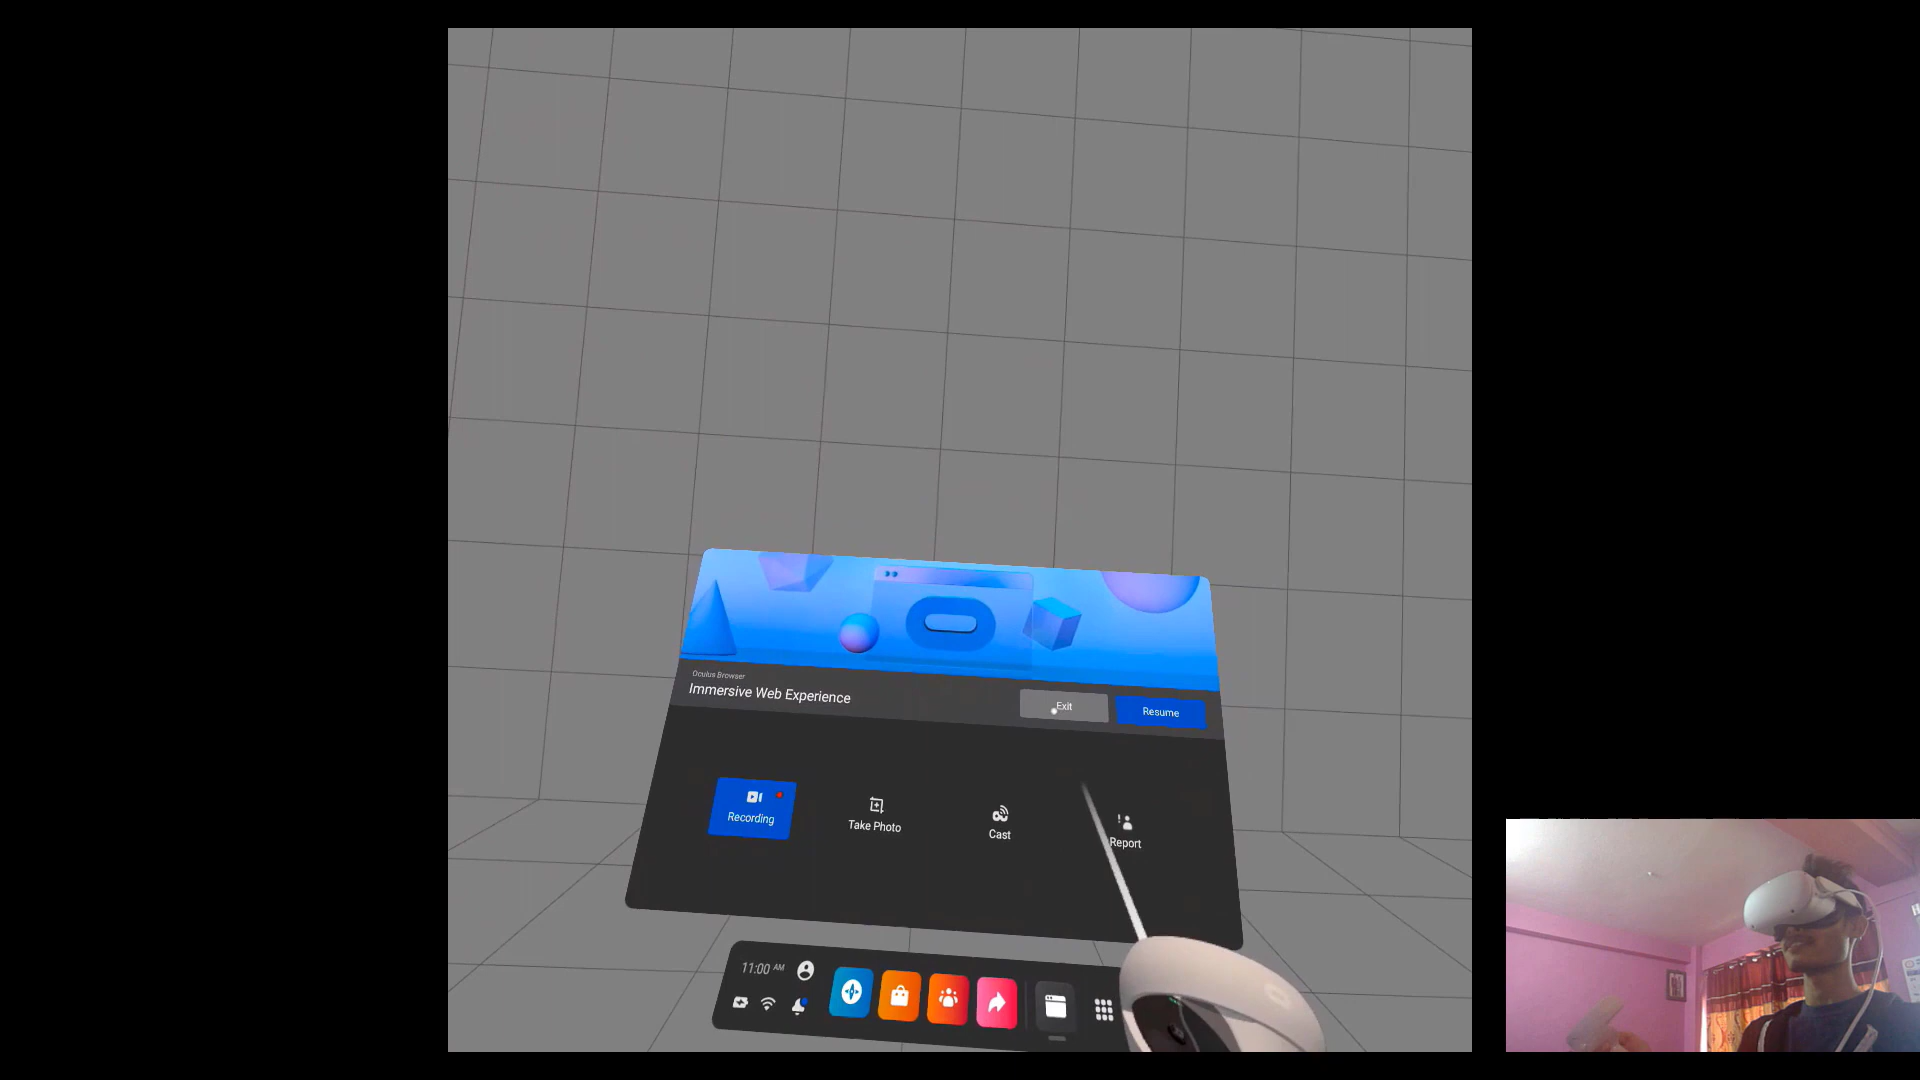 Oculus Browser
Immersive Web Experience
Exit
Resume
Recording
Take Photo
Cast
Report
11:00 AM